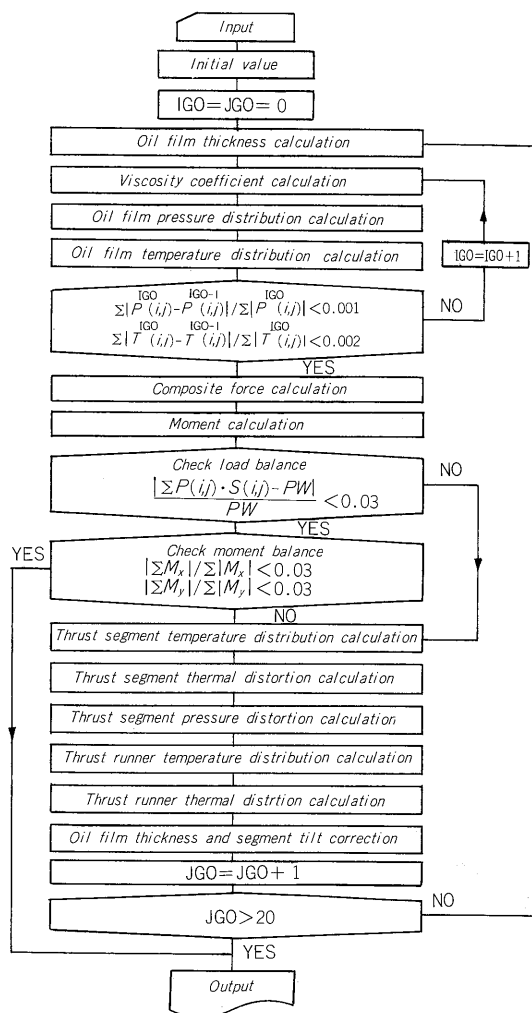 Input
Initial value
IGO=JGO=0
Oil film thickness calculation
Viscosity coefficient calculation
Oil film pressure distribution calculation
Oil film temperature distribution calculation
IGO=IGO+1
IGO IGO-1 IGO
Σ|P(i,j)-P(i,j)|/Σ|P(i,j)|<0.001
NO
IGO IGO-1 IGO
Σ|T(i,j)-T(i,j)|/Σ|T(i,j)|<0.002
YES
Composite force calculation
Moment calculation
Check load balance
NO
|ΣP(i,j)·S(i,j)-PW|
PW
<0.03
YES
YES
Check moment balance
|ΣMx|/Σ|Mx|<0.03
|ΣMy|/Σ|My|<0.03
NO
Thrust segment temperature distribution calculation
Thrust segment thermal distortion calculation
Thrust segment pressure distortion calculation
Thrust runner temperature distribution calculation
Thrust runner thermal distrtion calculation
Oil film thickness and segment tilt correction
JGO=JGO+1
NO
JGO>20
YES
Output